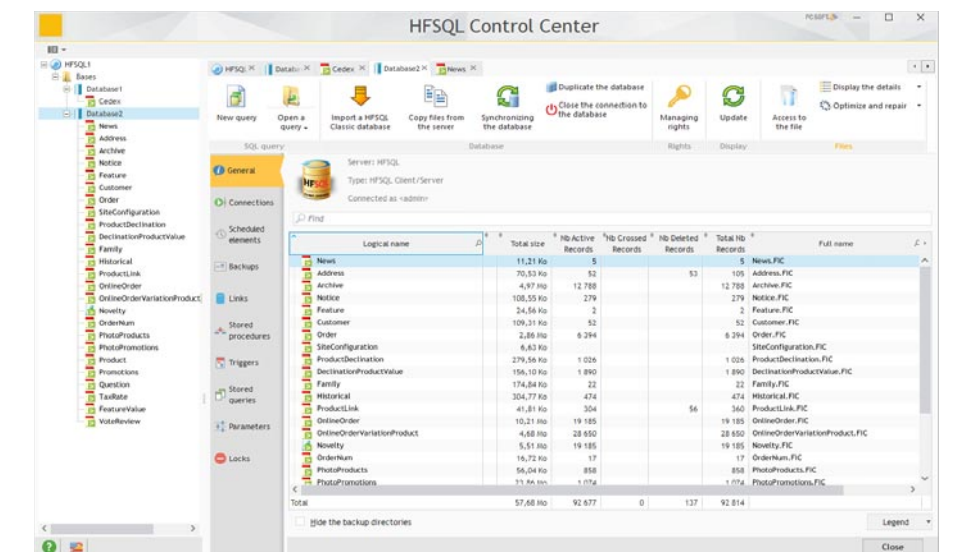 HFSQL Control Center
PCSOFT
HFSQL1
Bases
Database1
Cedex
Database2
News
Address
Archive
Notice
Feature
Customer
Order
SiteConfiguration
ProductDeclination
DeclinationProductValue
Family
Historical
ProductLink
OnlineOrder
OnlineOrderVariationProduct
Novelty
OrderNum
PhotoProducts
PhotoPromotions
Product
Promotions
Question
TaxRate
FeatureValue
VoteReview
HFSQL Databa Cedex Database2 News
New query
Open a query
Import a HFSQL Classic database
Copy files from the server
Synchronizing the database
Duplicate the database
Close the connection to the database
Managing rights
Update
Access to the file
Display the details
Optimize and repair
SQL query Database Rights Display Files
General
Connections
Scheduled elements
Backups
Links
Stored procedures
Triggers
Stored queries
Parameters
Locks
HFSQL
Server: HFSQL
Type: HFSQL Client/Server
Connected as <admin>
Find
Logical name Total size Nb Active Records Nb Crossed Records Nb Deleted Records Total Nb Records Full name
News 11,21 Ko 5 5 News.FIC
Address 70,53 Ko 52 53 105 Address.FIC
Archive 4,97 Mo 12 788 12 788 Archive.FIC
Notice 108,55 Ko 279 279 Notice.FIC
Feature 24,56 Ko 2 2 Feature.FIC
Customer 109,31 Ko 52 52 Customer.FIC
Order 2,86 Mo 6 394 6 394 Order.FIC
SiteConfiguration 6,63 Ko SiteConfiguration.FIC
ProductDeclination 279,56 Ko 1 026 1 026 ProductDeclination.FIC
DeclinationProductValue 156,10 Ko 1 890 1 890 DeclinationProductValue.FIC
Family 174,84 Ko 22 22 Family.FIC
Historical 304,77 Ko 474 474 Historical.FIC
ProductLink 41,81 Ko 304 56 360 ProductLink.FIC
OnlineOrder 10,21 Mo 19 185 19 185 OnlineOrder.FIC
OnlineOrderVariationProduct 4,68 Mo 28 650 28 650 OnlineOrderVariationProduct.FIC
Novelty 5,51 Mo 19 185 19 185 Novelty.FIC
OrderNum 16,72 Ko 17 17 OrderNum.FIC
PhotoProducts 56,04 Ko 858 858 PhotoProducts.FIC
PhotoPromotions 1 074 1 074 PhotoPromotions.FIC
Total 57,68 Mo 92 677 0 137 92 814
Hide the backup directories
Legend
Close